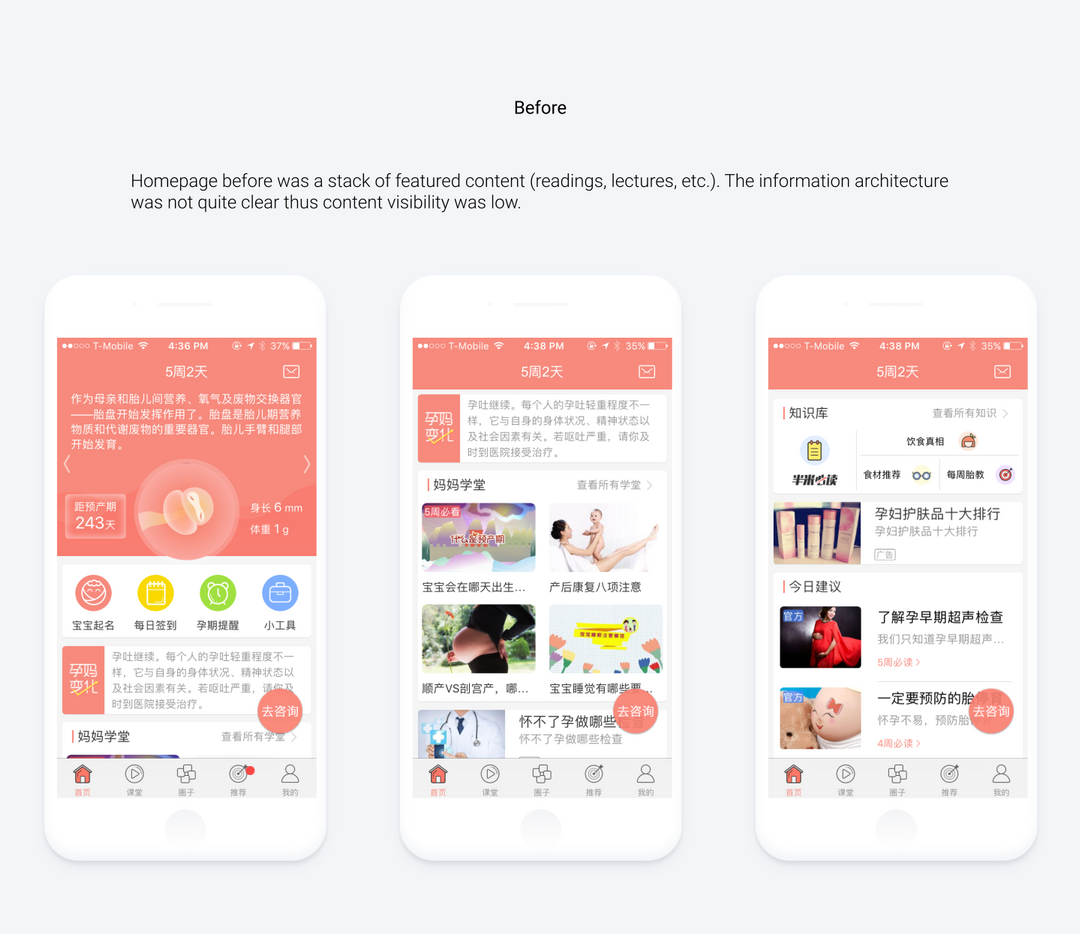 Before
Homepage before was a stack of featured content (readings, lectures, etc.). The information architecture
was not quite clear thus content visibility was low.
T-Mobile 4:36 PM 37%
5周2天
作为母亲和胎儿间营养、氧气及废物交换器官
——胎盘开始发挥作用了。胎盘是胎儿期营养
物质和代谢废物的重要器官。胎儿手臂和腿部
开始发育。
距预产期
243天
身长 6 mm
体重 1 g
宝宝起名 每日签到 孕期提醒 小工具
孕妈
变化
孕吐继续。每个人的孕吐轻重程度不一
样，它与自身的身体状况、精神状态以
及社会因素有关。若呕吐严重，请你及
时到医院接受治疗。
去咨询
妈妈学堂 查看所有学堂
首页 课堂 圈子 推荐 我的
T-Mobile 4:38 PM 35%
5周2天
孕妈
变化
孕吐继续。每个人的孕吐轻重程度不一
样，它与自身的身体状况、精神状态以
及社会因素有关。若呕吐严重，请你及
时到医院接受治疗。
妈妈学堂 查看所有学堂
5周必看
什么是预产期
宝宝会在哪天出生... 产后康复八项注意
顺产VS剖宫产，哪... 宝宝睡觉有哪些要...
怀不了孕做哪些
怀不了孕做哪些检查
去咨询
首页 课堂 圈子 推荐 我的
T-Mobile 4:38 PM 35%
5周2天
知识库 查看所有知识
半米必读
饮食真相
食材推荐 每周胎教
孕妇护肤品十大排行
孕妇护肤品十大排行
广告
今日建议
官方
了解孕早期超声检查
我们只知道孕早期超声...
5周必读
官方
一定要预防的胎
怀孕不易，预防胎
4周必读
去咨询
首页 课堂 圈子 推荐 我的